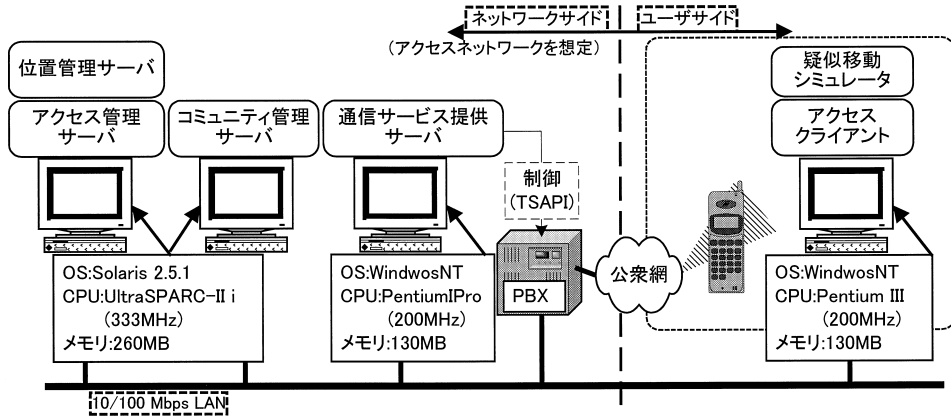 ネットワークサイド
ユーザサイド
(アクセスネットワークを想定)
位置管理サーバ
アクセス管理
サーバ
コミュニティ管理
サーバ
通信サービス提供
サーバ
制御
(TSAPI)
疑似移動
シミュレータ
アクセス
クライアント
OS:Solaris 2.5.1
CPU:UltraSPARC-II i
(333MHz)
メモリ:260MB
OS:WindwosNT
CPU:PentiumIPro
(200MHz)
メモリ:130MB
PBX
公衆網
OS:WindwosNT
CPU:Pentium III
(200MHz)
メモリ:130MB
10/100 Mbps LAN